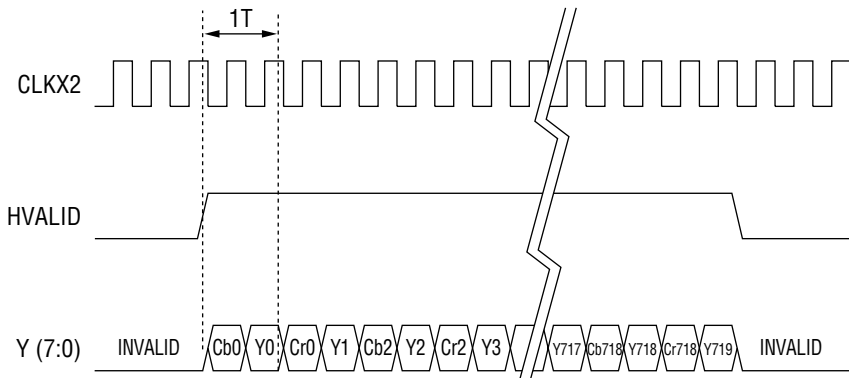 1T
CLKX2
HVALID
Y (7:0) INVALID Cb0 Y0 Cr0 Y1 Cb2 Y2 Cr2 Y3 Y717 Cb718 Y718 Cr718 Y719 INVALID